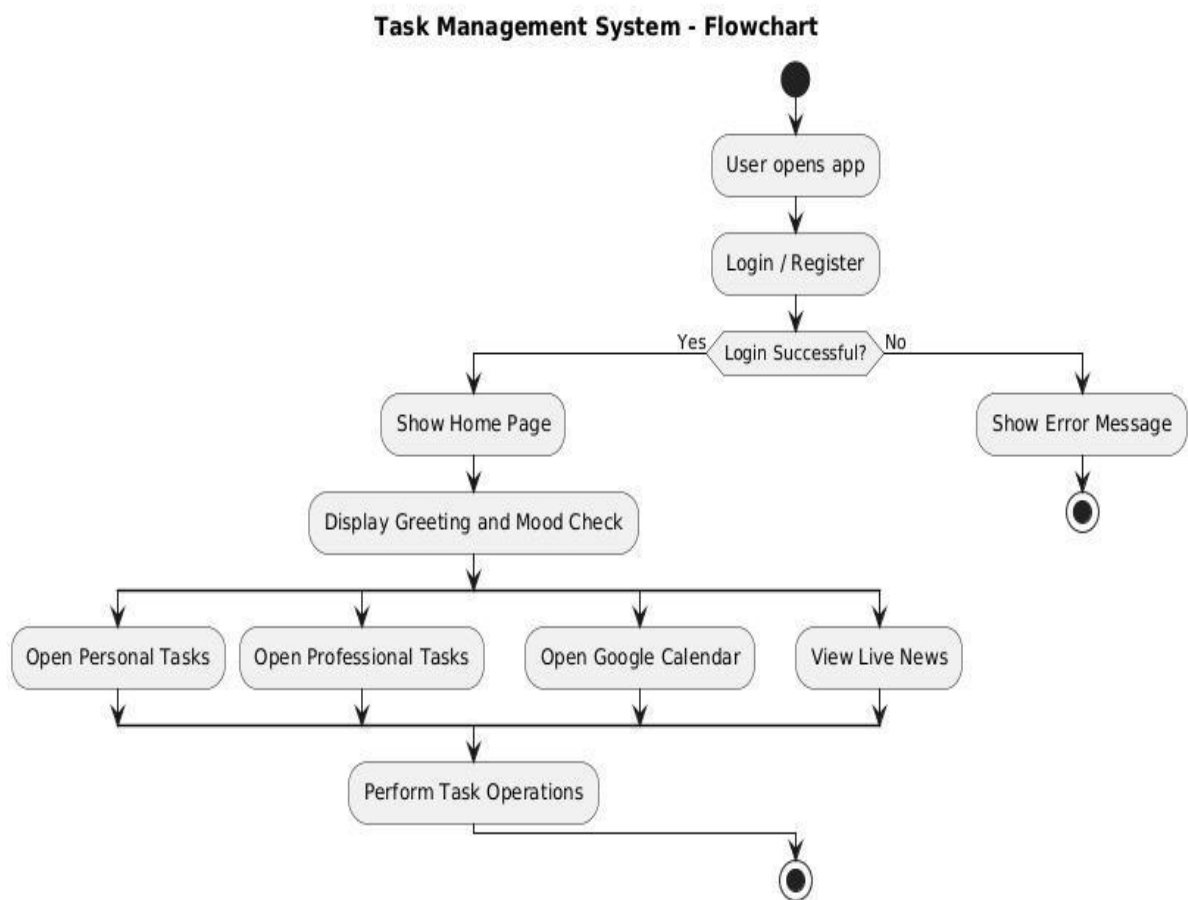 Task Management System - Flowchart
User opens app
Login / Register
Yes
Login Successful?
No
Show Home Page
Show Error Message
Display Greeting and Mood Check
Open Personal Tasks
Open Professional Tasks
Open Google Calendar
View Live News
Perform Task Operations